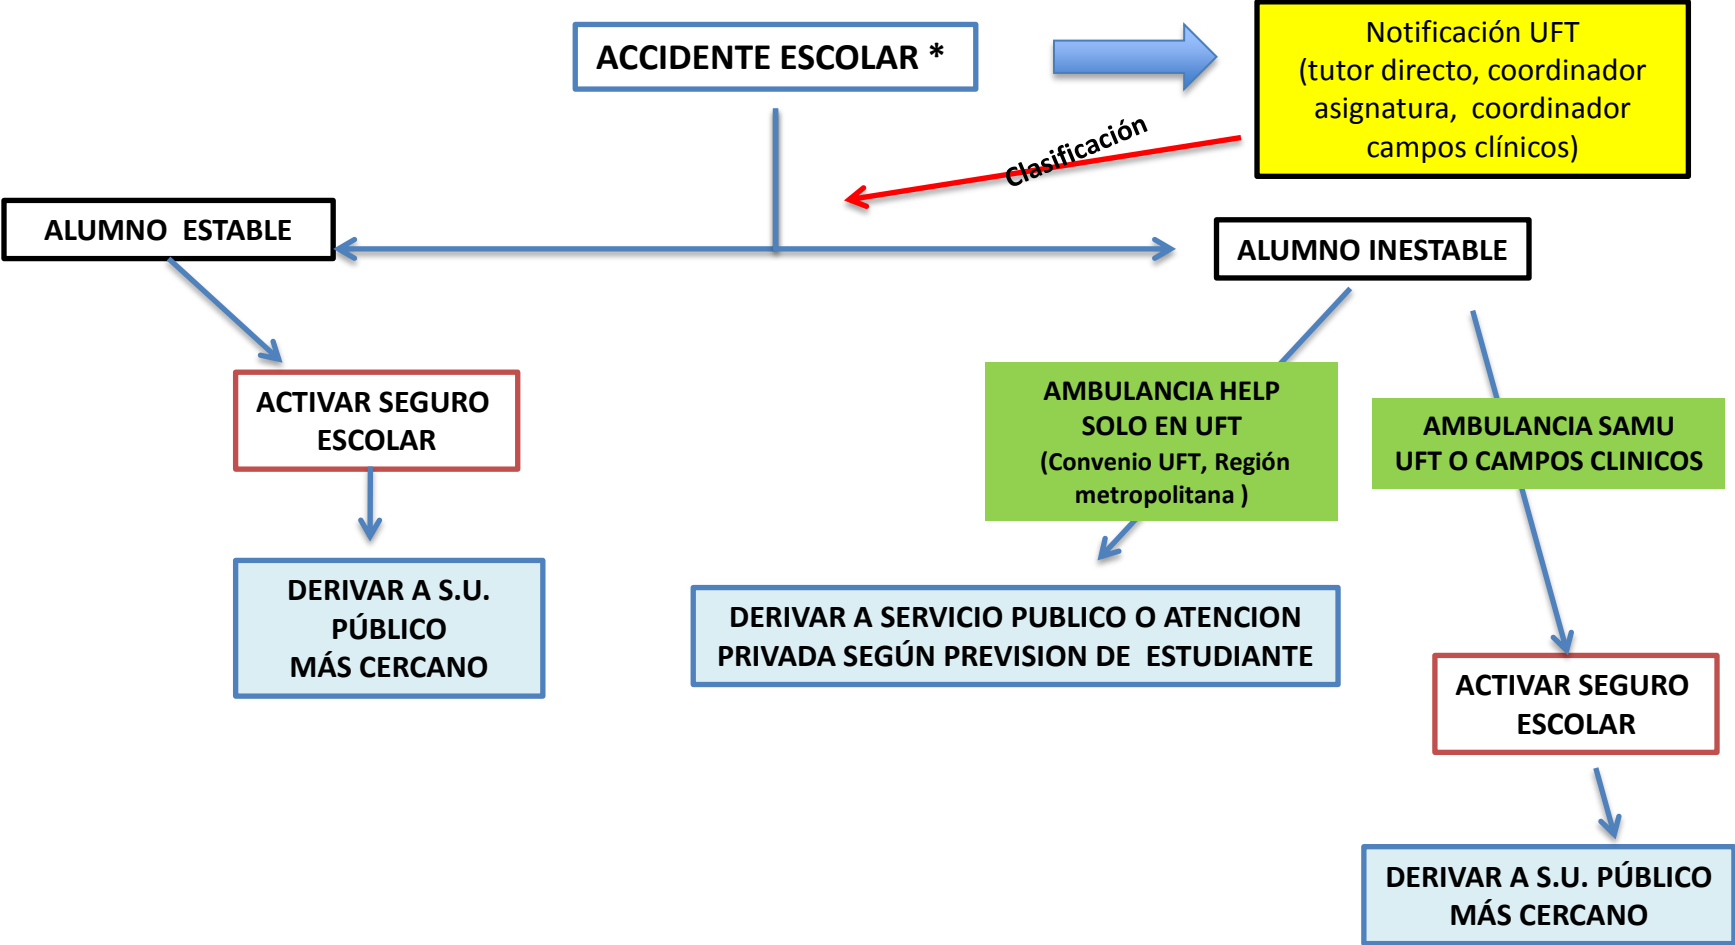 ACCIDENTE ESCOLAR *
Notificación UFT
(tutor directo, coordinador
asignatura, coordinador
campos clínicos)
Clasificación
ALUMNO ESTABLE
ALUMNO INESTABLE
ACTIVAR SEGURO
ESCOLAR
AMBULANCIA HELP
SOLO EN UFT
(Convenio UFT, Región
metropolitana )
AMBULANCIA SAMU
UFT O CAMPOS CLINICOS
DERIVAR A S.U.
PÚBLICO
MÁS CERCANO
DERIVAR A SERVICIO PUBLICO O ATENCION
PRIVADA SEGÚN PREVISION DE ESTUDIANTE
ACTIVAR SEGURO
ESCOLAR
DERIVAR A S.U. PÚBLICO
MÁS CERCANO